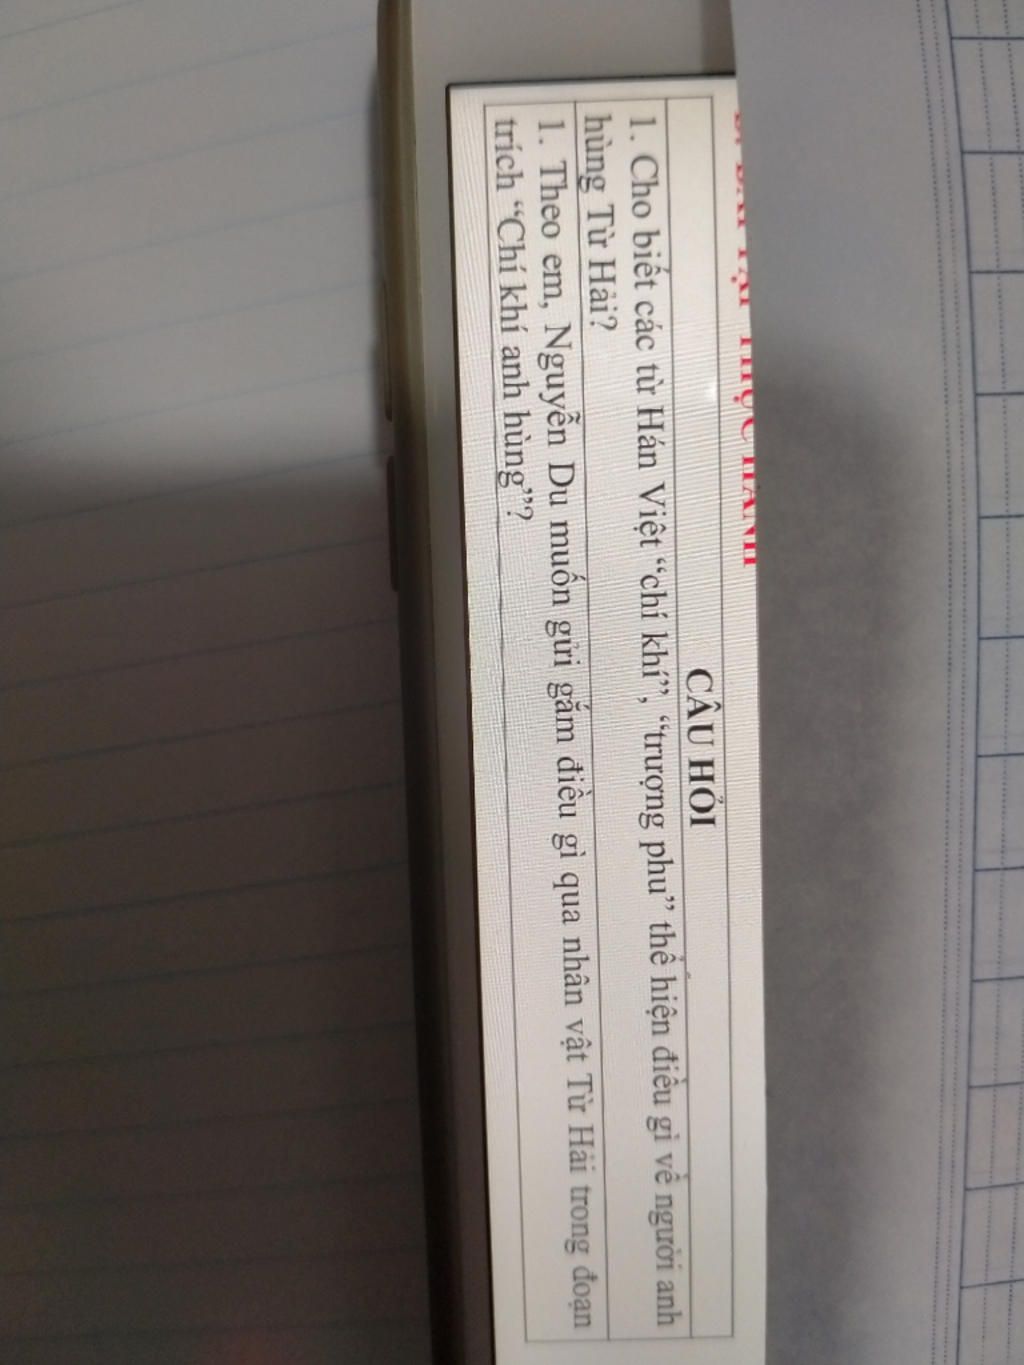 CÂU HỎI
1. Cho biết các từ Hán Việt “chí khí”, “trượng phu” thể hiện điều gì về người anh
hùng Từ Hải?
1. Theo em, Nguyễn Du muốn gửi gắm điều gì qua nhân vật Từ Hải trong đoạn
trích “Chí khí anh hùng”?